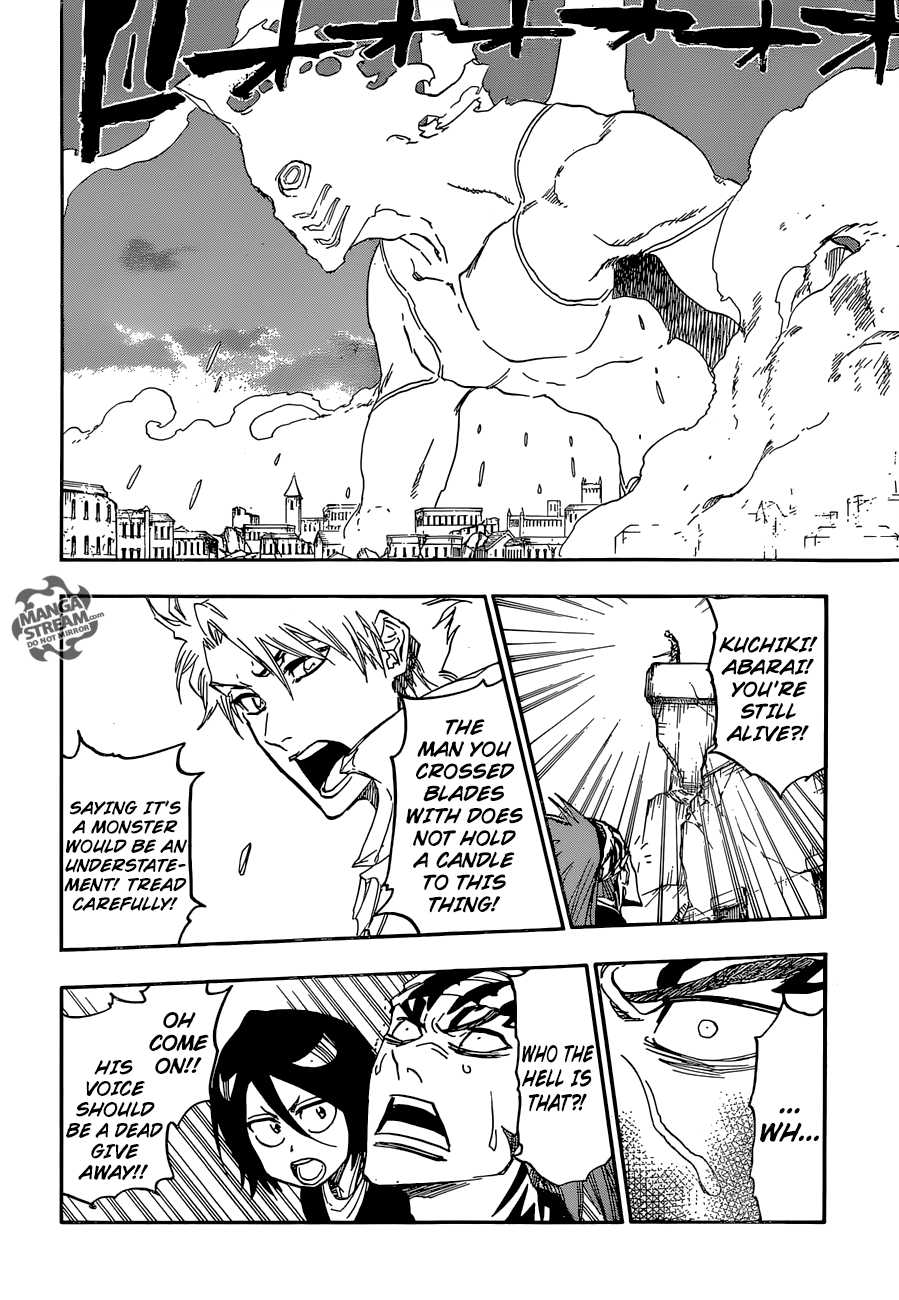 KUCHIKI!
ABARAI!
YOU'RE
STILL
ALIVE?!
THE
MAN YOU
CROSSED
BLADES
WITH DOES
NOT HOLD
A CANDLE
TO THIS
THING!
SAYING IT'S
A MONSTER
WOULD BE AN
UNDERSTATE-
MENT! TREAD
CAREFULLY!
...
WH...
WHO THE
HELL IS
THAT?!
OH
COME
ON!!
HIS
VOICE
SHOULD
BE A DEAD
GIVE
AWAY!!
MANGA
STREAM.com
DO NOT MIRROR